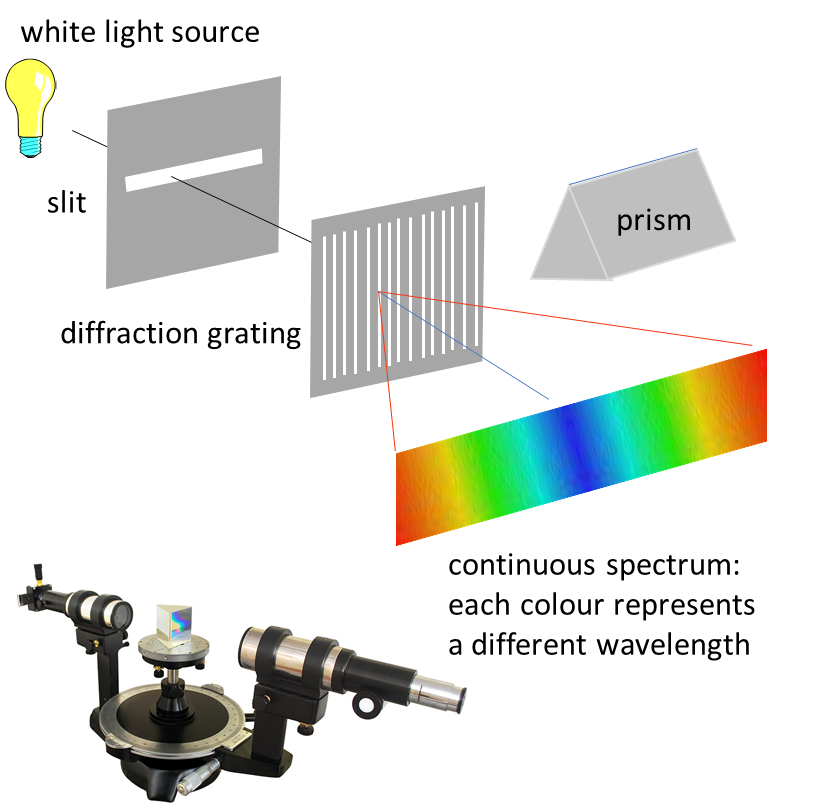 white light source
slit
prism
diffraction grating
continuous spectrum:
each colour represents
a different wavelength